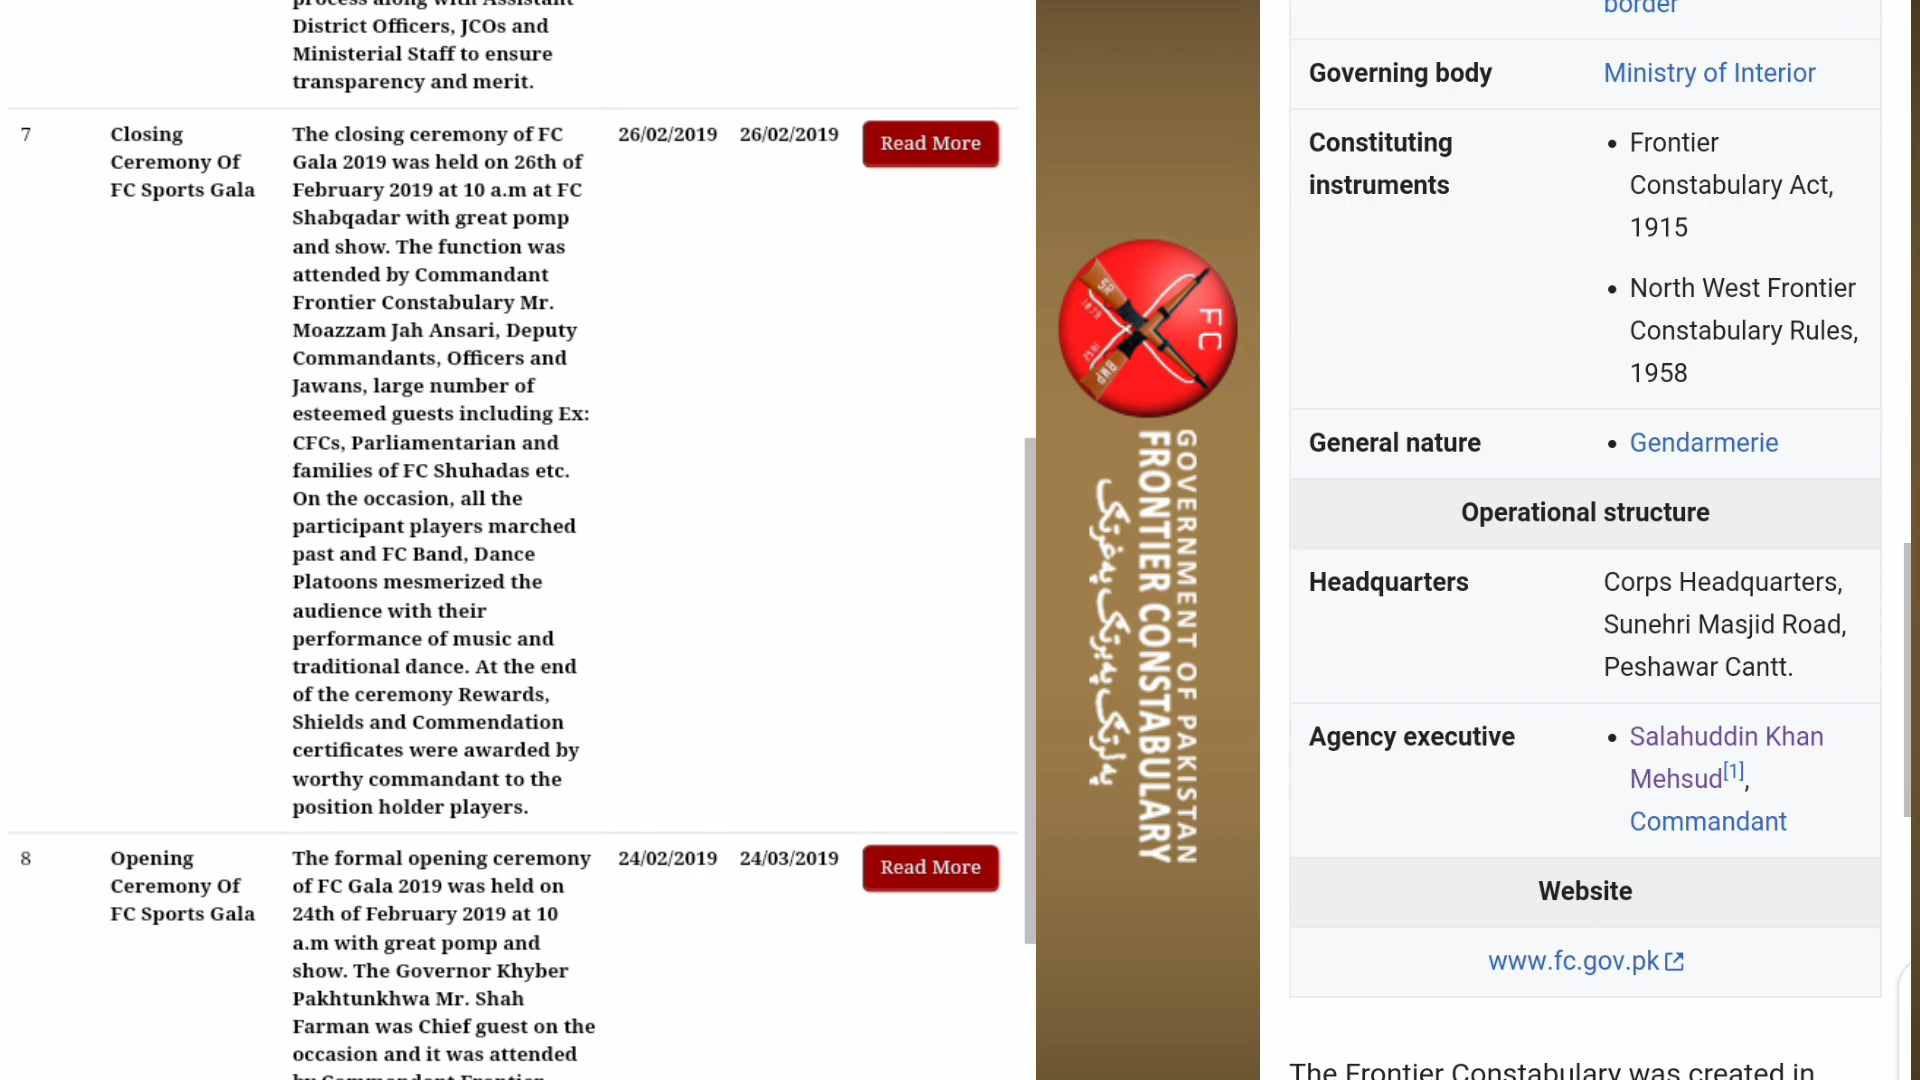 process along with Assistant
District Officers, JCOs and
Ministerial Staff to ensure
transparency and merit.
7
Closing
Ceremony Of
FC Sports Gala
The closing ceremony of FC
Gala 2019 was held on 26th of
February 2019 at 10 a.m at FC
Shabqadar with great pomp
and show. The function was
attended by Commandant
Frontier Constabulary Mr.
Moazzam Jah Ansari, Deputy
Commandants, Officers and
Jawans, large number of
esteemed guests including Ex:
CFCs, Parliamentarian and
families of FC Shuhadas etc.
On the occasion, all the
participant players marched
past and FC Band, Dance
Platoons mesmerized the
audience with their
performance of music and
traditional dance. At the end
of the ceremony Rewards,
Shields and Commendation
certificates were awarded by
worthy commandant to the
position holder players.
26/02/2019
26/02/2019
Read More
8
Opening
Ceremony Of
FC Sports Gala
The formal opening ceremony
of FC Gala 2019 was held on
24th of February 2019 at 10
a.m with great pomp and
show. The Governor Khyber
Pakhtunkhwa Mr. Shah
Farman was Chief guest on the
occasion and it was attended
by Commandant Frontier
24/02/2019
24/03/2019
Read More
FC
SR
GOVERNMENT OF PAKISTAN
FRONTIER CONSTABULARY
border
Governing body
Ministry of Interior
Constituting
instruments
• Frontier
Constabulary Act,
1915
• North West Frontier
Constabulary Rules,
1958
General nature
• Gendarmerie
Operational structure
Headquarters
Corps Headquarters,
Sunehri Masjid Road,
Peshawar Cantt.
Agency executive
• Salahuddin Khan
Mehsud[1],
Commandant
Website
www.fc.gov.pk
The Frontier Constabulary was created in